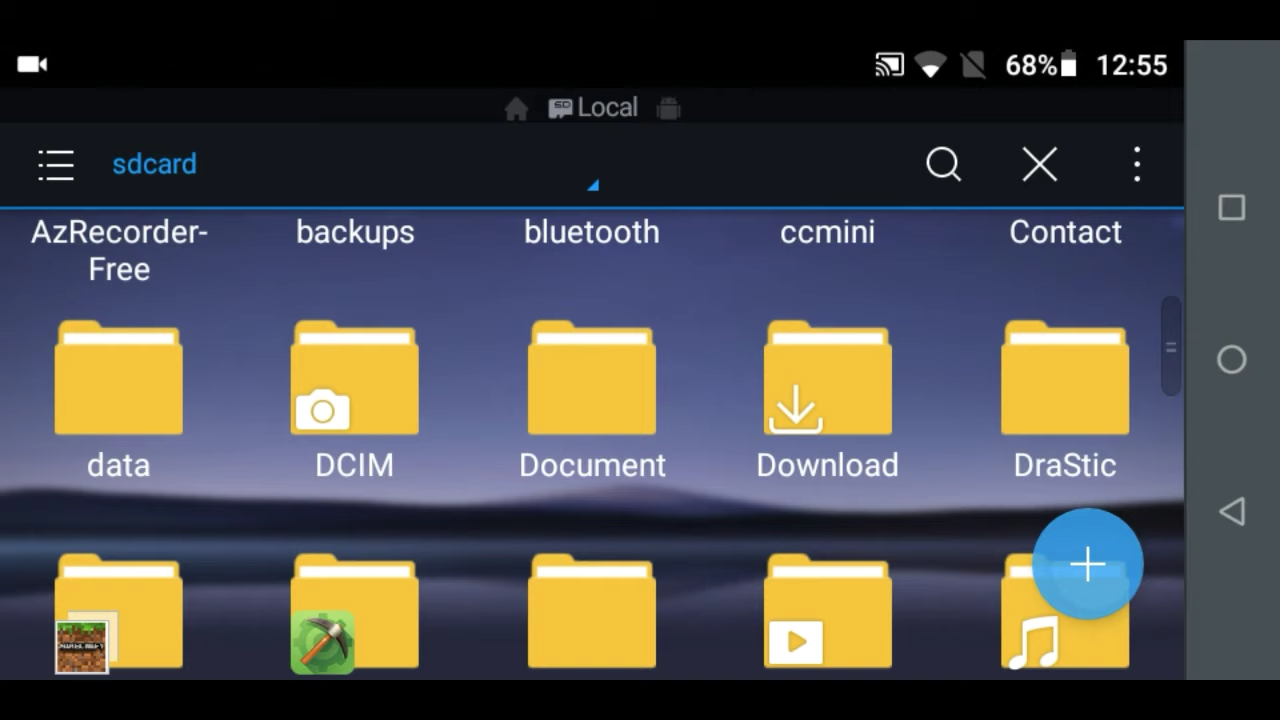 68% 12:55
Local
sdcard
AzRecorder-
Free
backups
bluetooth
ccmini
Contact
data
DCIM
Document
Download
DraStic